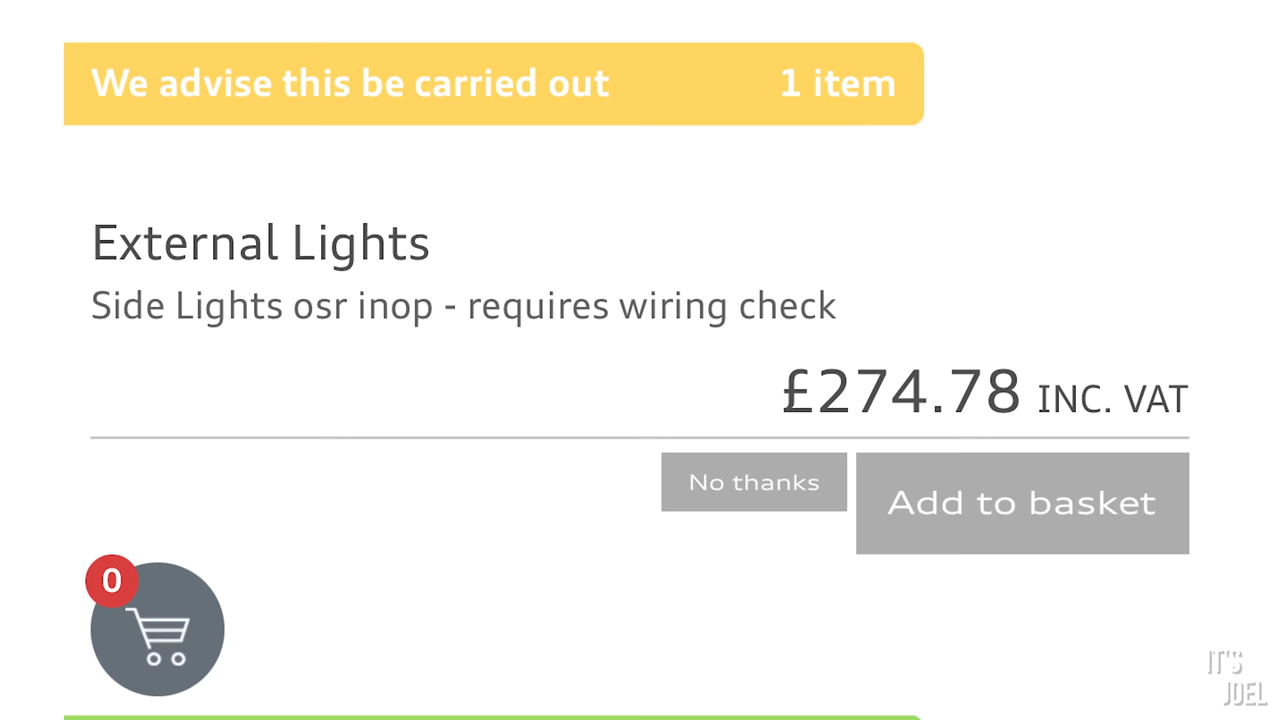 We advise this be carried out 1 item
External Lights
Side Lights osr inop - requires wiring check
£274.78 INC. VAT
No thanks
Add to basket
0
IT'S
JOEL